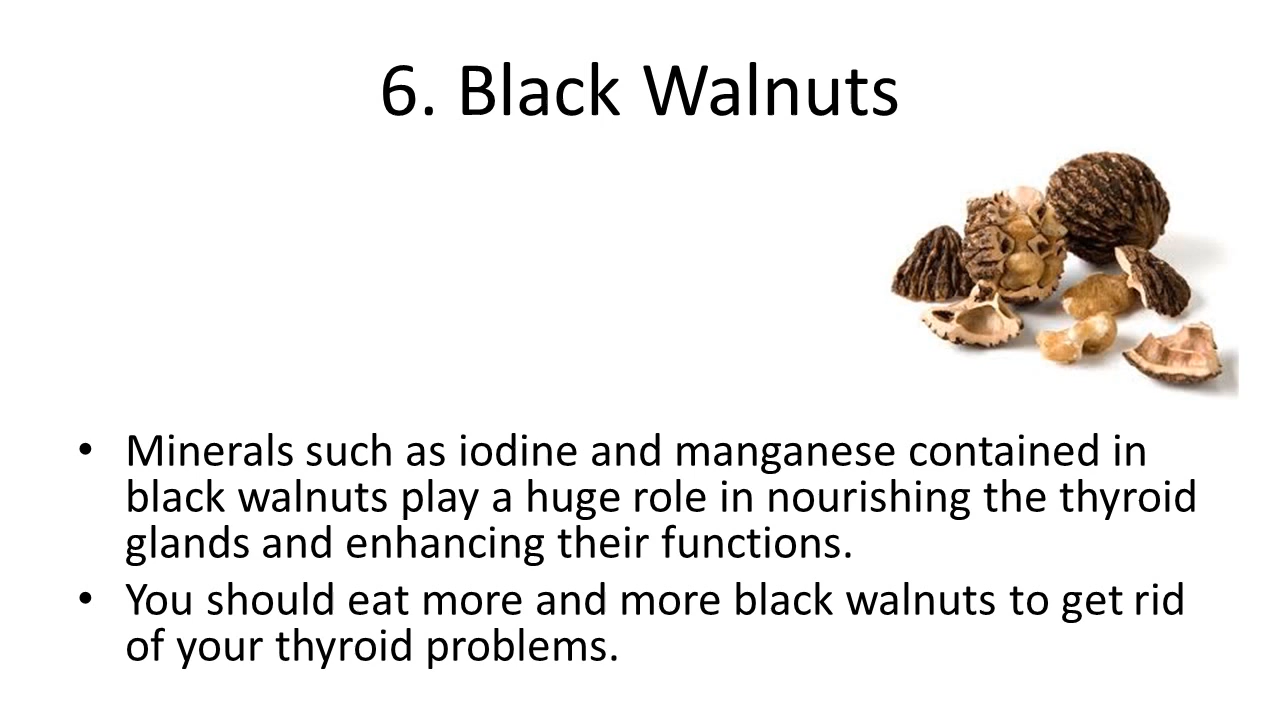 6. Black Walnuts
• Minerals such as iodine and manganese contained in
black walnuts play a huge role in nourishing the thyroid
glands and enhancing their functions.
• You should eat more and more black walnuts to get rid
of your thyroid problems.